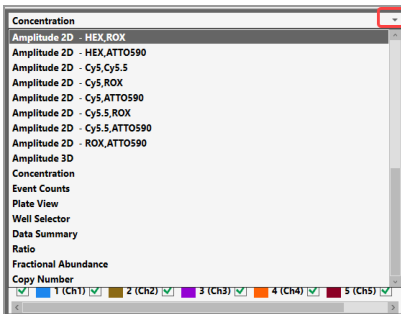 Concentration
Amplitude 2D - HEX,ROX
Amplitude 2D - HEX,ATTO590
Amplitude 2D - Cy5,Cy5.5
Amplitude 2D - Cy5,ROX
Amplitude 2D - Cy5,ATTO590
Amplitude 2D - Cy5.5,ROX
Amplitude 2D - Cy5.5,ATTO590
Amplitude 2D - ROX,ATTO590
Amplitude 3D
Concentration
Event Counts
Plate View
Well Selector
Data Summary
Ratio
Fractional Abundance
Copy Number
1 (Ch1) 2 (Ch2) 3 (Ch3) 4 (Ch4) 5 (Ch5)